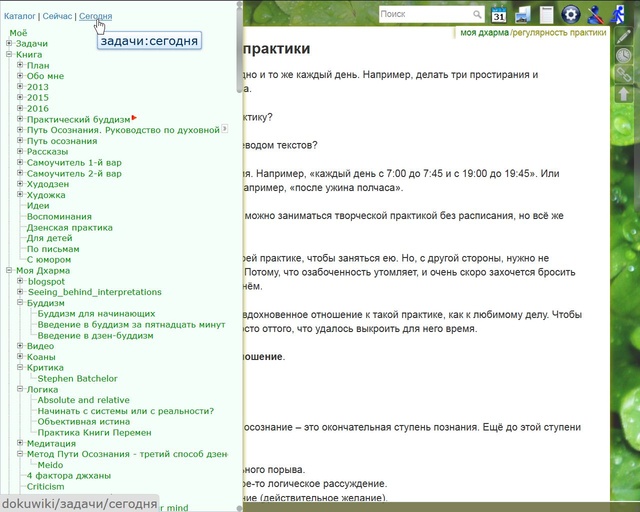 Каталог | Сейчас | Сегодня
задачи:сегодня
Поиск
31
моя дхарма/регулярность практики
Моё
Задачи
Книга
План
Обо мне
2013
2015
2016
Практический буддизм
Путь Осознания. Руководство по духовной
Путь осознания
Рассказы
Самоучитель 1-й вар
Самоучитель 2-й вар
Худодзен
Художка
Идеи
Воспоминания
Дзенская практика
Для детей
По письмам
С юмором
Моя Дхарма
blogspot
Seeing_behind_interpretations
Буддизм
Буддизм для начинающих
Введение в буддизм за пятнадцать минут
Введение в дзен-буддизм
Видео
Коаны
Критика
Stephen Batchelor
Логика
Absolute and relative
Начинать с системы или с реальности?
Объективная истина
Практика Книги Перемен
Медитация
Метод Пути Осознания - третий способ дзен
Meido
4 фактора джханы
Criticism
dokuwiki/задачи/сегодня
r mind
практики
но и то же каждый день. Например, делать три простирания и
а.
ктику?
еводом текстов?
я. Например, «каждый день с 7:00 до 7:45 и с 19:00 до 19:45». Или
апример, «после ужина полчаса».
можно заниматься творческой практикой без расписания, но всё же
ей практике, чтобы заняться ею. Но, с другой стороны, нужно не
Потому, что озабоченность утомляет, и очень скоро захочется бросить
нём.
вдохновенное отношение к такой практике, как к любимому делу. Чтобы
сто оттого, что удалось выкроить для него время.
ошение.
осознание – это окончательная ступень познания. Ещё до этой ступени
ьного порыва.
ое-то логическое рассуждение.
ние (действительное желание).